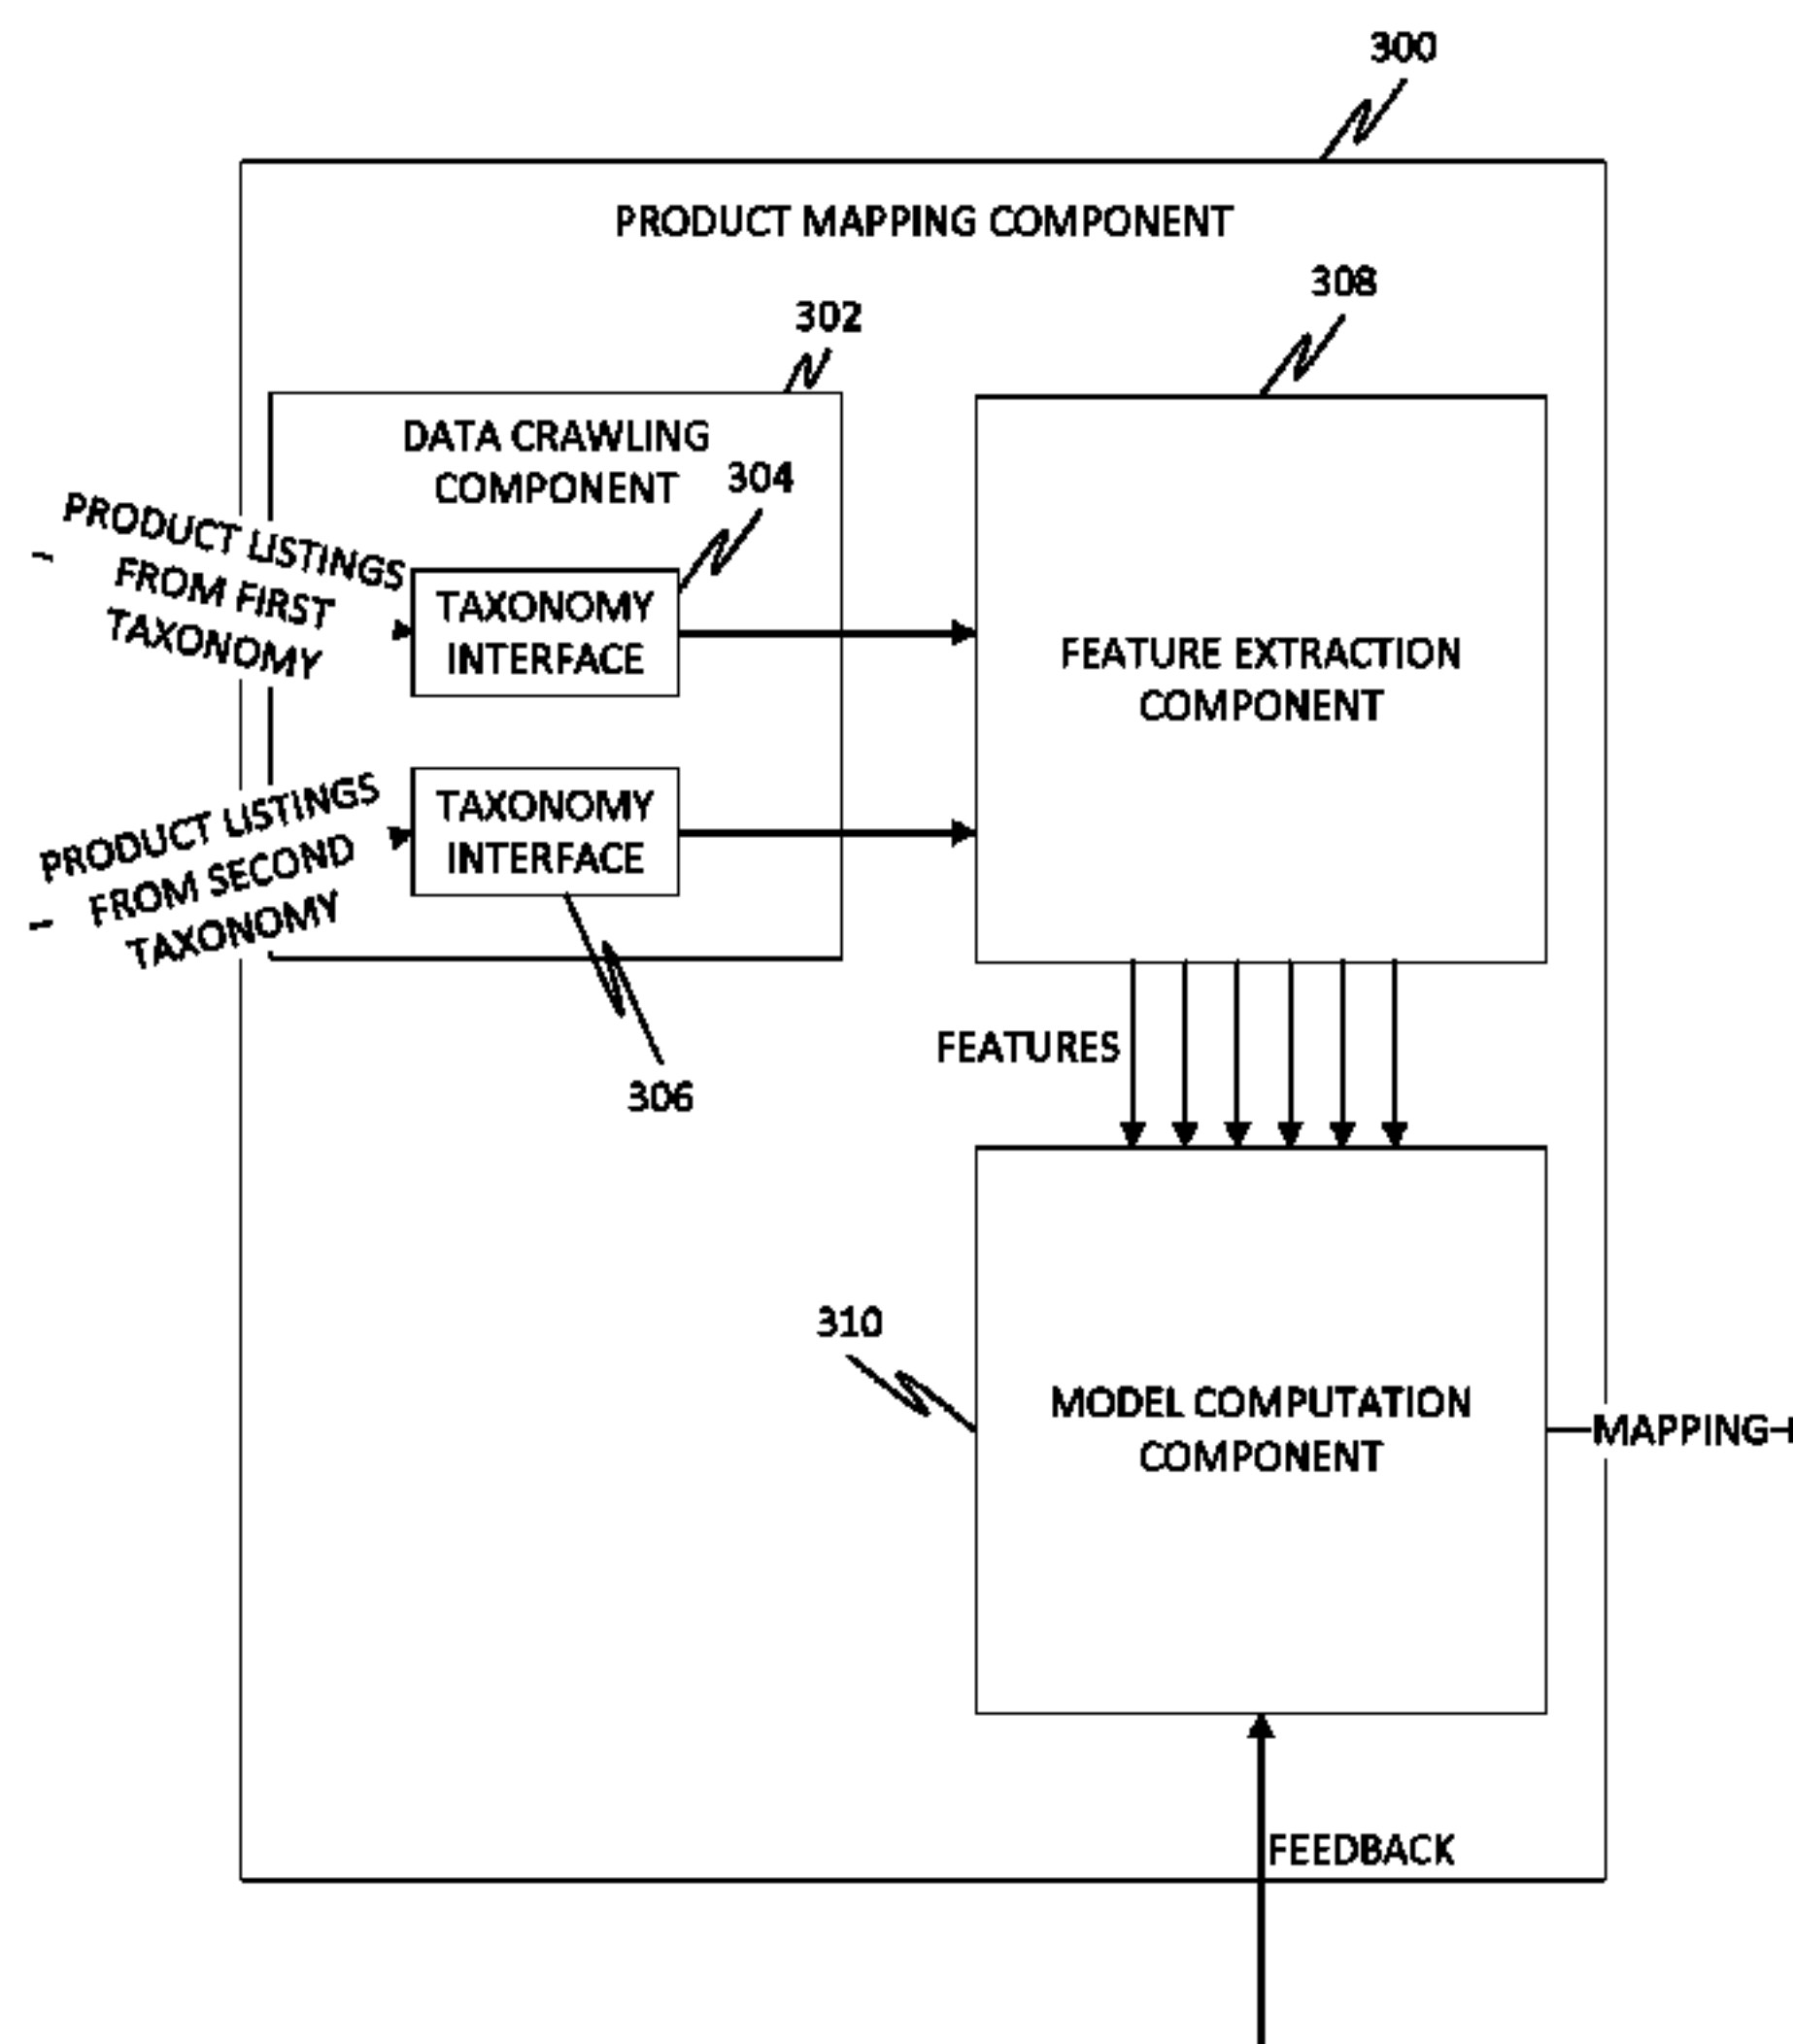 300
PRODUCT MAPPING COMPONENT
308
302
DATA CRAWLING
COMPONENT
304
PRODUCT LISTINGS
FROM FIRST
TAXONOMY
TAXONOMY
INTERFACE
FEATURE EXTRACTION
COMPONENT
PRODUCT LISTINGS
FROM SECOND
TAXONOMY
TAXONOMY
INTERFACE
306
FEATURES
310
MODEL COMPUTATION
COMPONENT
MAPPING
FEEDBACK